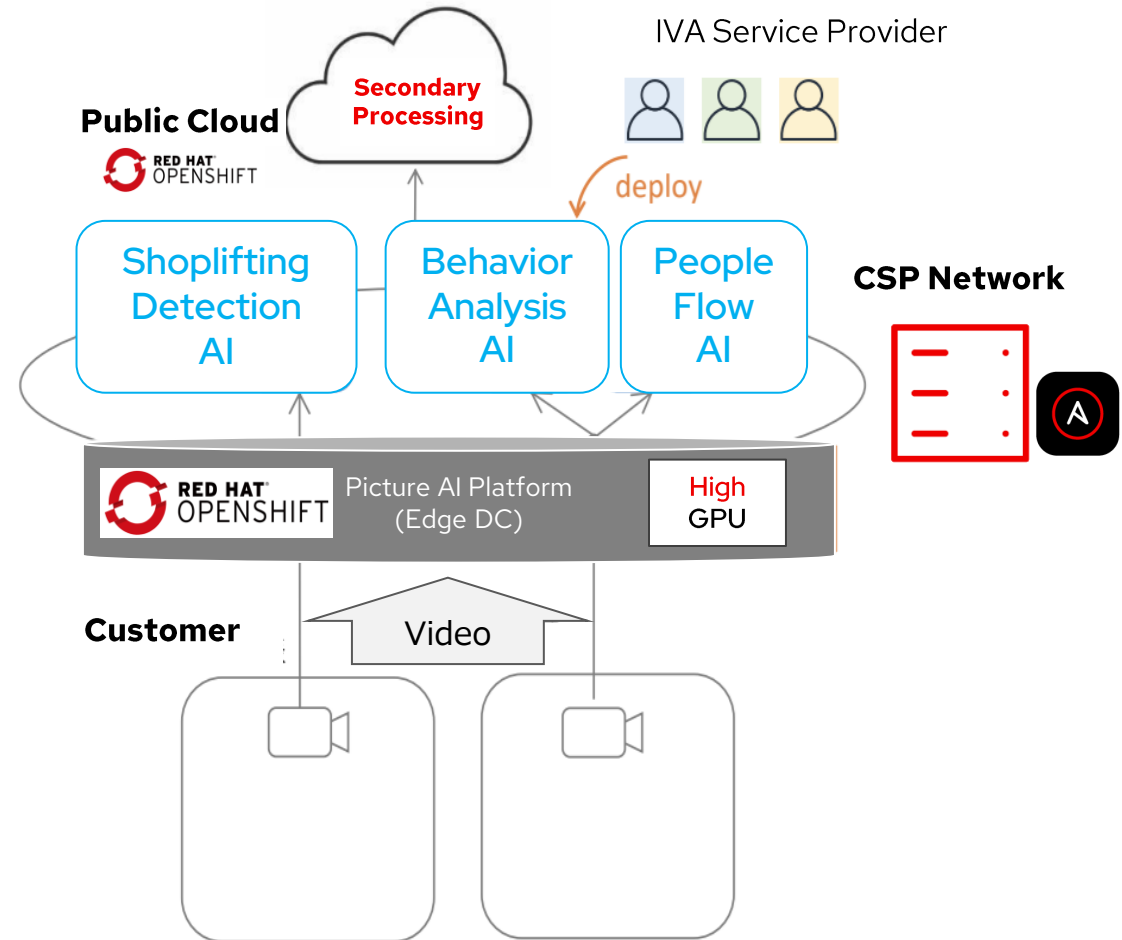 IVA Service Provider
Secondary
Processing
Public Cloud
RED HAT
OPENSHIFT
deploy
Shoplifting
Detection
AI
Behavior
Analysis
AI
People
Flow
AI
CSP Network
RED HAT
OPENSHIFT
Picture AI Platform
(Edge DC)
High
GPU
Customer
Video